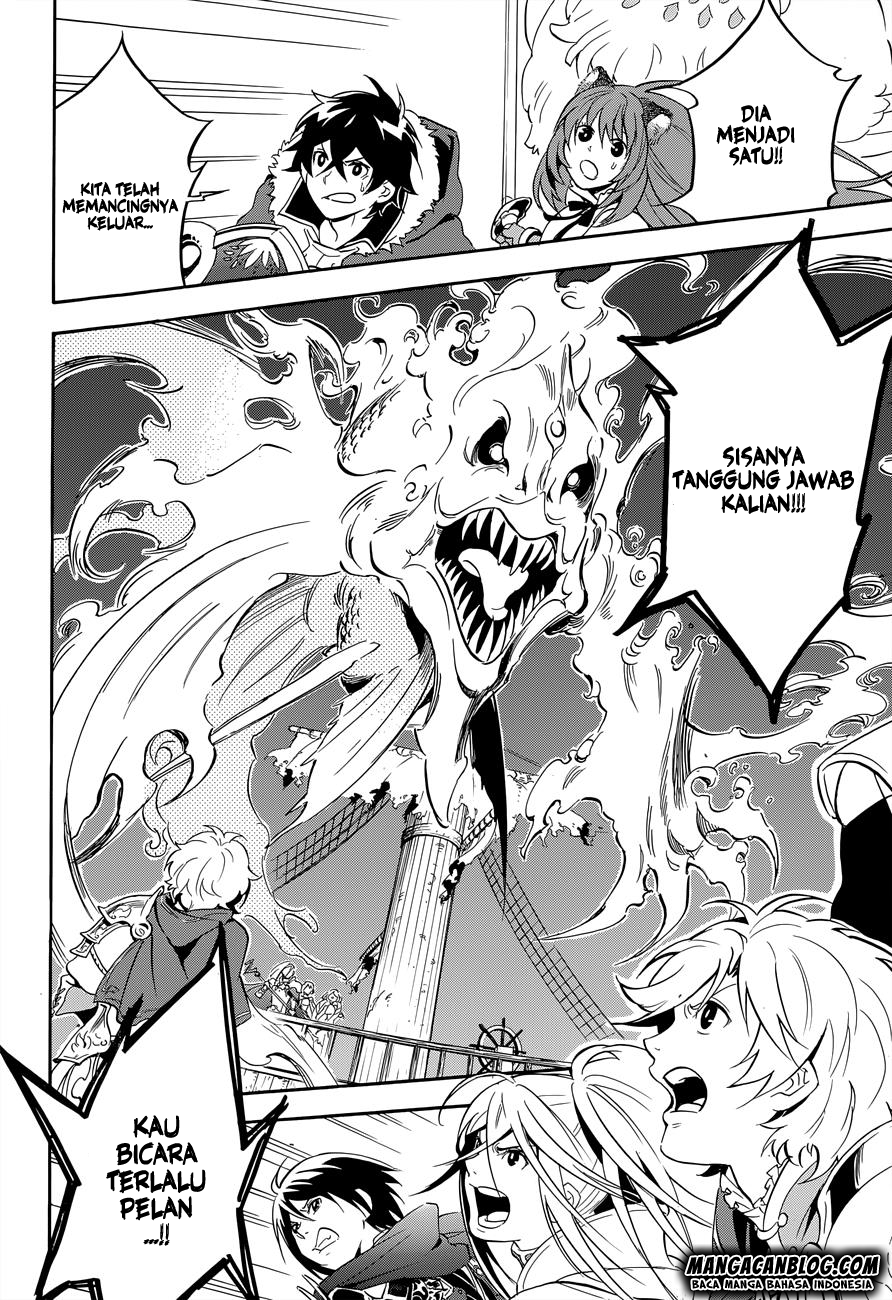 DIA
MENJADI
SATU!!
KITA TELAH
MEMANCINGNYA
KELUAR...
SISANYA
TANGGUNG JAWAB
KALIAN!!!
KAU
BICARA
TERLALU
PELAN
...!!
MANGACANBLOG.COM
BACA MANGA BAHASA INDONESIA